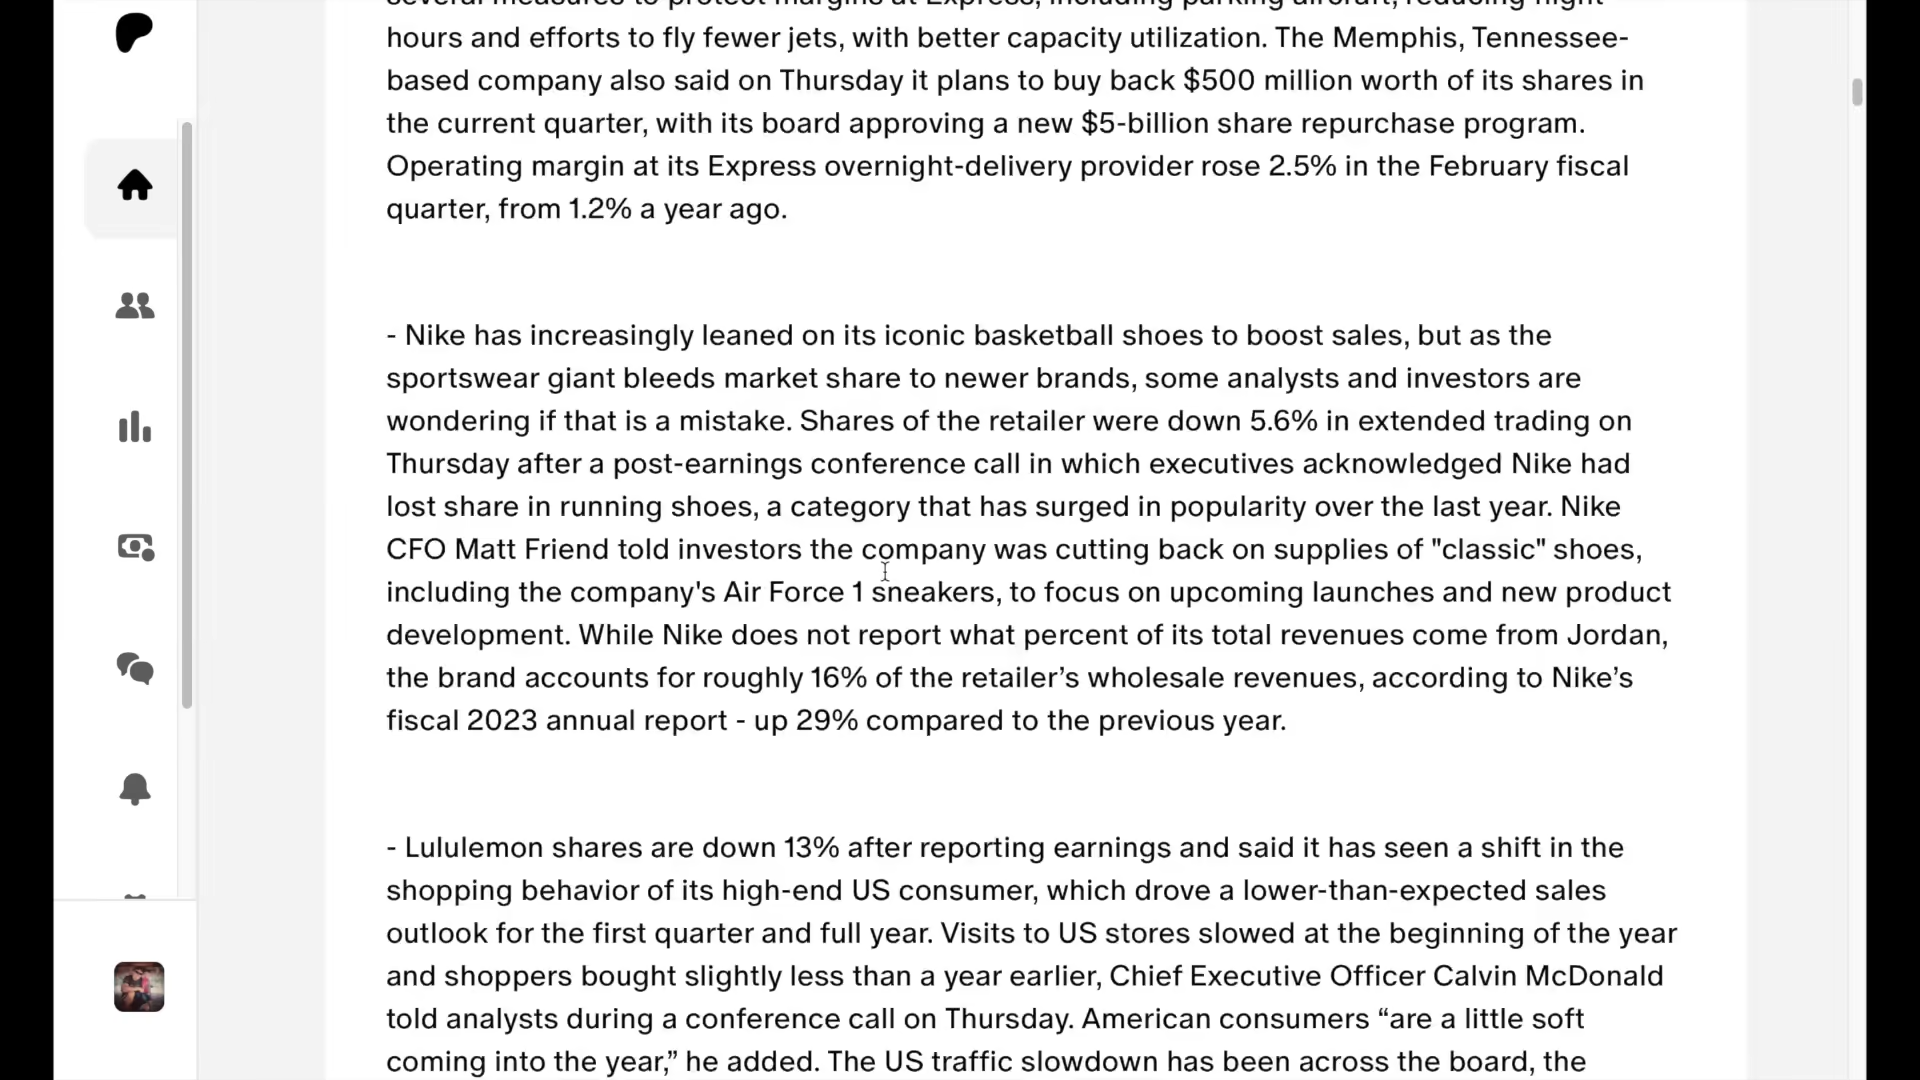 several measures to protect margins at Express, including parking aircraft, reducing flight
hours and efforts to fly fewer jets, with better capacity utilization. The Memphis, Tennessee-
based company also said on Thursday it plans to buy back $500 million worth of its shares in
the current quarter, with its board approving a new $5-billion share repurchase program.
Operating margin at its Express overnight-delivery provider rose 2.5% in the February fiscal
quarter, from 1.2% a year ago.
- Nike has increasingly leaned on its iconic basketball shoes to boost sales, but as the
sportswear giant bleeds market share to newer brands, some analysts and investors are
wondering if that is a mistake. Shares of the retailer were down 5.6% in extended trading on
Thursday after a post-earnings conference call in which executives acknowledged Nike had
lost share in running shoes, a category that has surged in popularity over the last year. Nike
CFO Matt Friend told investors the company was cutting back on supplies of "classic" shoes,
including the company's Air Force 1 sneakers, to focus on upcoming launches and new product
development. While Nike does not report what percent of its total revenues come from Jordan,
the brand accounts for roughly 16% of the retailer’s wholesale revenues, according to Nike’s
fiscal 2023 annual report - up 29% compared to the previous year.
- Lululemon shares are down 13% after reporting earnings and said it has seen a shift in the
shopping behavior of its high-end US consumer, which drove a lower-than-expected sales
outlook for the first quarter and full year. Visits to US stores slowed at the beginning of the year
and shoppers bought slightly less than a year earlier, Chief Executive Officer Calvin McDonald
told analysts during a conference call on Thursday. American consumers “are a little soft
coming into the year,” he added. The US traffic slowdown has been across the board, the